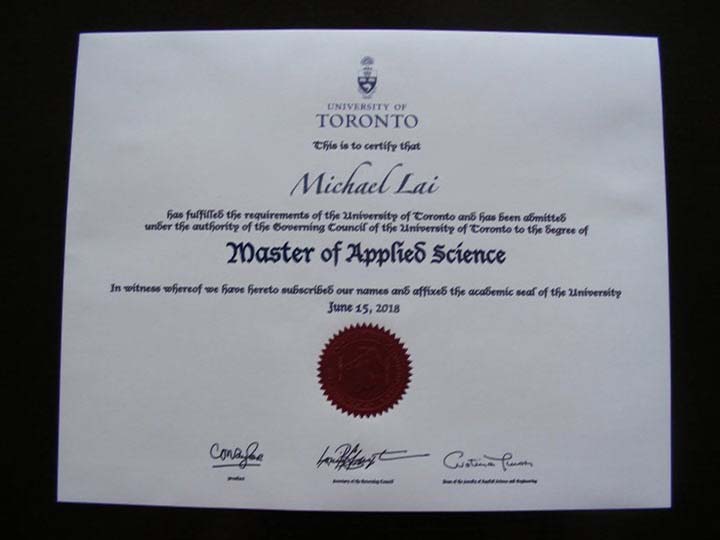 UNIVERSITY OF
TORONTO
This is to certify that
Michael Lai
has fulfilled the requirements of the University of Toronto and has been admitted
under the authority of the Governing Council of the University of Toronto to the degree of
Master of Applied Science
In witness whereof we have hereto subscribed our names and affixed the academic seal of the University
June 15, 2018
President
Secretary of the Governing Council
Dean of the Faculty of Applied Science and Engineering